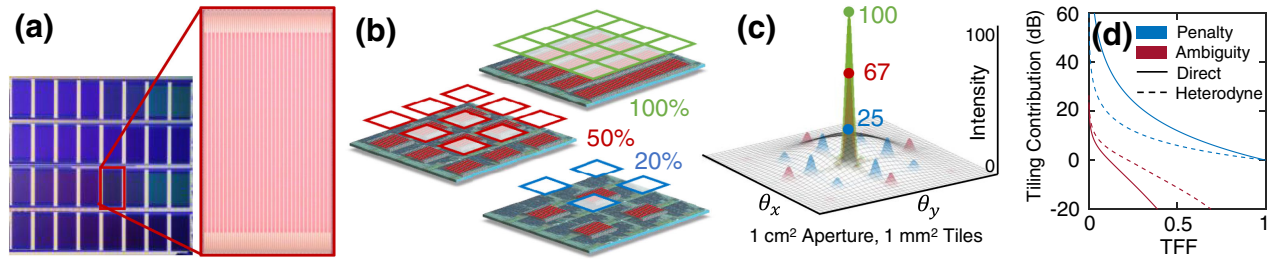 (a)
(b)
100%
50%
20%
(c)
100
67
25
100
Intensity
0
θx
θy
1 cm² Aperture, 1 mm² Tiles
(d)
Penalty
Ambiguity
Direct
Heterodyne
Tiling Contribution (dB)
60
40
20
0
-20
0
0.5
1
TFF